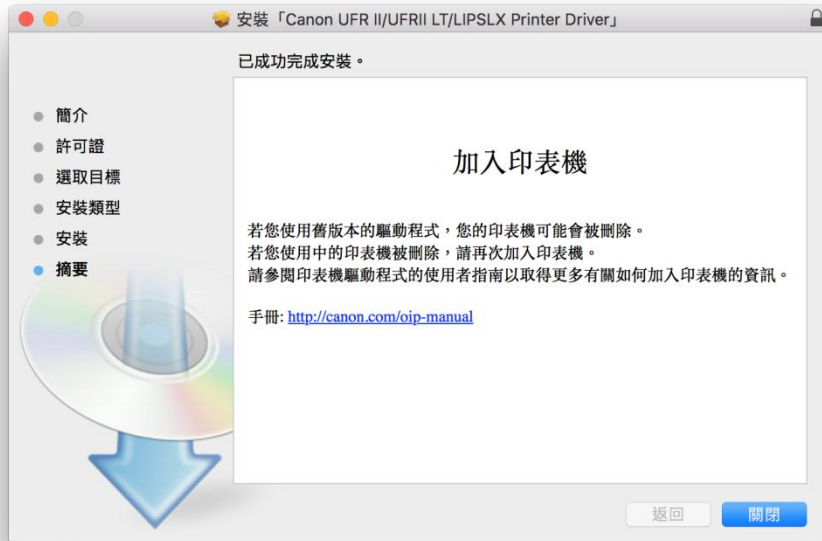 安裝「Canon UFR II/UFRII LT/LIPSLX Printer Driver」
已成功完成安裝。
簡介
許可證
選取目標
安裝類型
安裝
摘要
加入印表機
若您使用舊版本的驅動程式，您的印表機可能會被刪除。
若您使用中的印表機被刪除，請再次加入印表機。
請參閱印表機驅動程式的使用者指南以取得更多有關如何加入印表機的資訊。
手冊: http://canon.com/oip-manual
返回
關閉